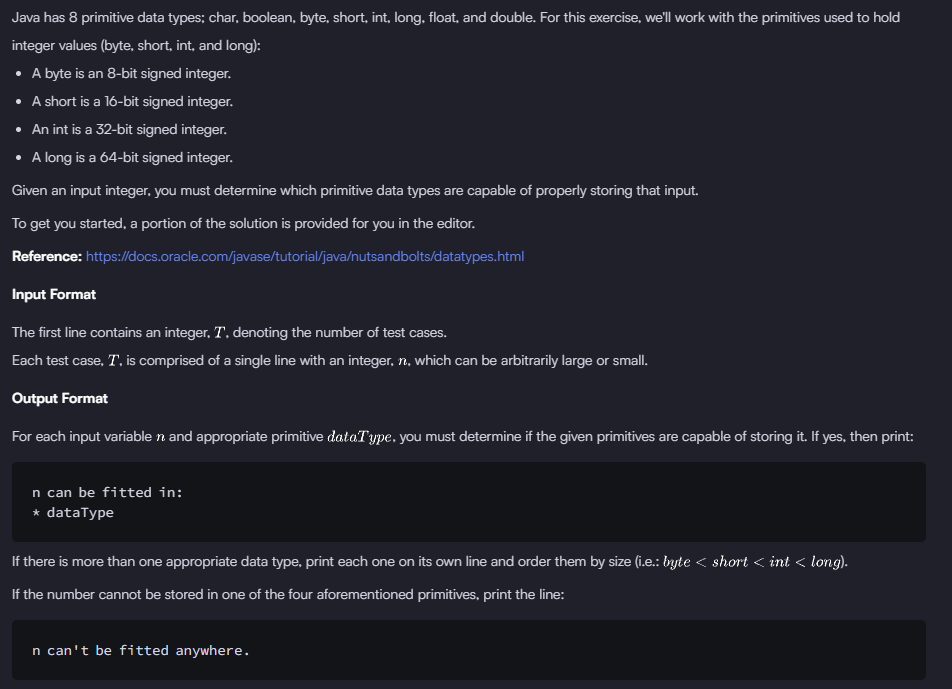 Java has 8 primitive data types; char, boolean, byte, short, int, long, float, and double. For this exercise, we'll work with the primitives used to hold
integer values (byte, short, int, and long):
• A byte is an 8-bit signed integer.
• A short is a 16-bit signed integer.
• An int is a 32-bit signed integer.
• A long is a 64-bit signed integer.
Given an input integer, you must determine which primitive data types are capable of properly storing that input.
To get you started, a portion of the solution is provided for you in the editor.
Reference: https://docs.oracle.com/javase/tutorial/java/nutsandbolts/datatypes.html
Input Format
The first line contains an integer, T, denoting the number of test cases.
Each test case, T, is comprised of a single line with an integer, n, which can be arbitrarily large or small.
Output Format
For each input variable n and appropriate primitive dataType, you must determine if the given primitives are capable of storing it. If yes, then print:
n can be fitted in:
* dataType
If there is more than one appropriate data type, print each one on its own line and order them by size (i.e.: byte < short < int < long).
If the number cannot be stored in one of the four aforementioned primitives, print the line:
n can't be fitted anywhere.